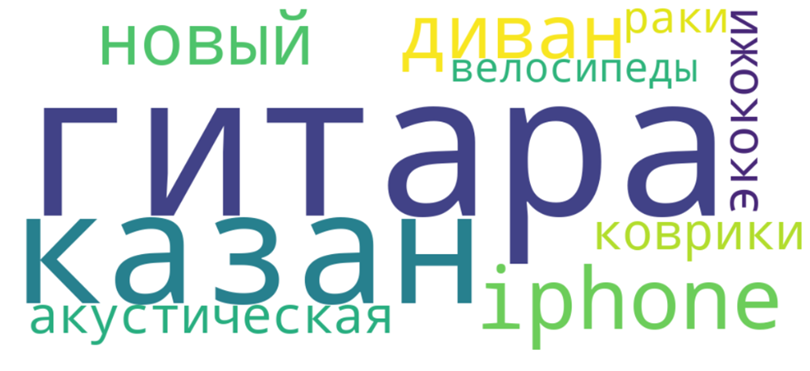 новый
диван
раки
велосипеды
экокожи
гитара
казан
коврики
iphone
акустическая